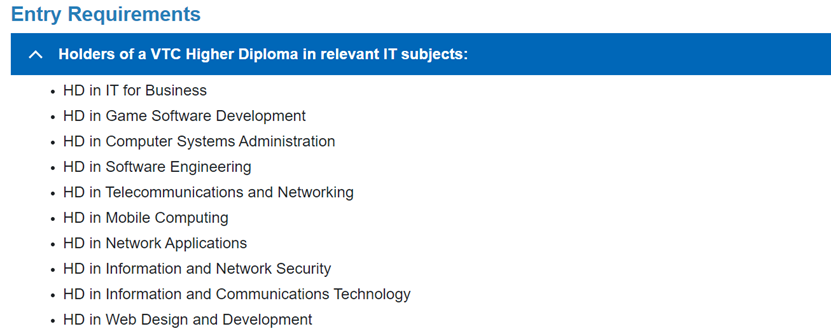 Entry Requirements
Holders of a VTC Higher Diploma in relevant IT subjects:
HD in IT for Business
HD in Game Software Development
HD in Computer Systems Administration
HD in Software Engineering
HD in Telecommunications and Networking
HD in Mobile Computing
HD in Network Applications
HD in Information and Network Security
HD in Information and Communications Technology
HD in Web Design and Development